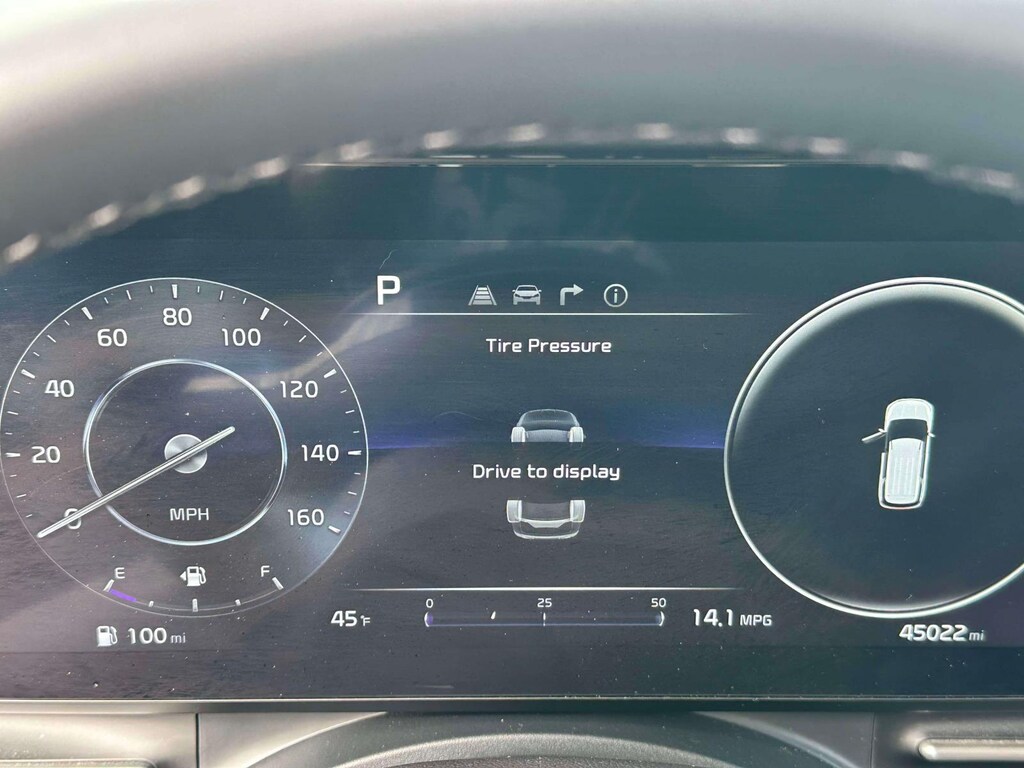 P
Tire Pressure
Drive to display
0 20 40 60 80 100 120 140 160
MPH
E F
100 mi
45°F
0 25 50
14.1 MPG
45022 mi